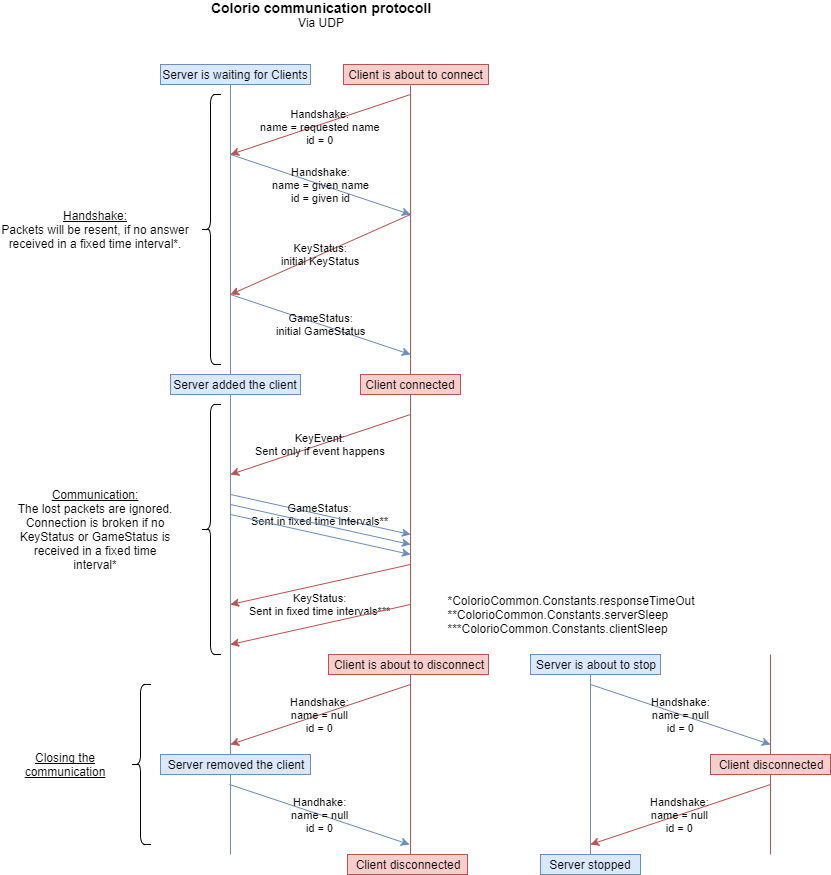 Colorio communication protocoll
Via UDP
Server is waiting for Clients
Client is about to connect
Handshake:
name = requested name
id = 0
Handshake:
name = given name
id = given id
Handshake:
Packets will be resent, if no answer
received in a fixed time interval*.
KeyStatus:
initial KeyStatus
GameStatus:
initial GameStatus
Server added the client
Client connected
KeyEvent:
Sent only if event happens
Communication:
The lost packets are ignored.
Connection is broken if no
KeyStatus or GameStatus is
received in a fixed time
interval*
GameStatus:
Sent in fixed time intervals**
KeyStatus:
Sent in fixed time intervals***
*ColorioCommon.Constants.responseTimeOut
**ColorioCommon.Constants.serverSleep
***ColorioCommon.Constants.clientSleep
Client is about to disconnect
Server is about to stop
Handshake:
name = null
id = 0
Handshake:
name = null
id = 0
Closing the
communication
Server removed the client
Client disconnected
Handhake:
name = null
id = 0
Handshake:
name = null
id = 0
Client disconnected
Server stopped